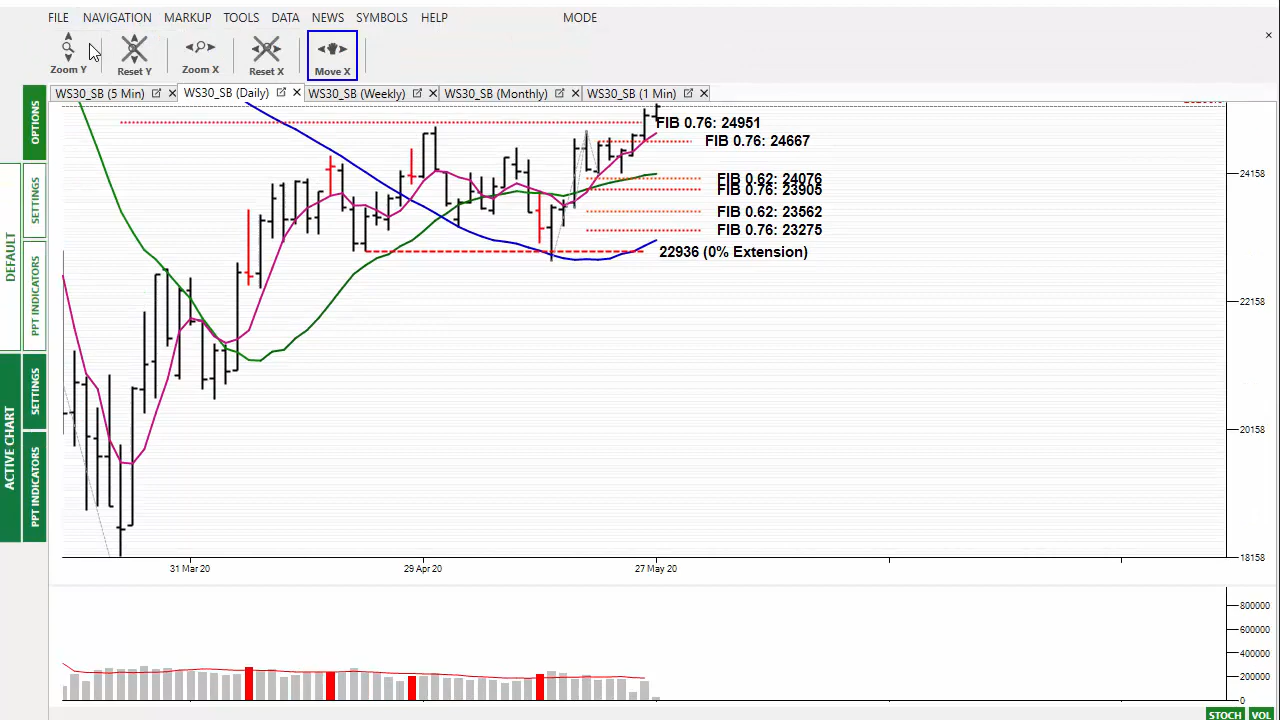 FILE NAVIGATION MARKUP TOOLS DATA NEWS SYMBOLS HELP MODE
Zoom Y Reset Y Zoom X Reset X Move X
×
WS30_SB (5 Min) × WS30_SB (Daily) × WS30_SB (Weekly) × WS30_SB (Monthly) × WS30_SB (1 Min) ×
OPTIONS
SETTINGS
DEFAULT
PPT INDICATORS
SETTINGS
ACTIVE CHART
PPT INDICATORS
FIB 0.76: 24951
FIB 0.76: 24667
FIB 0.62: 24076
FIB 0.76: 23905
FIB 0.62: 23562
FIB 0.76: 23275
22936 (0% Extension)
24158
22158
20158
18158
31 Mar 20 29 Apr 20 27 May 20
800000
600000
400000
200000
0
STOCH VOL